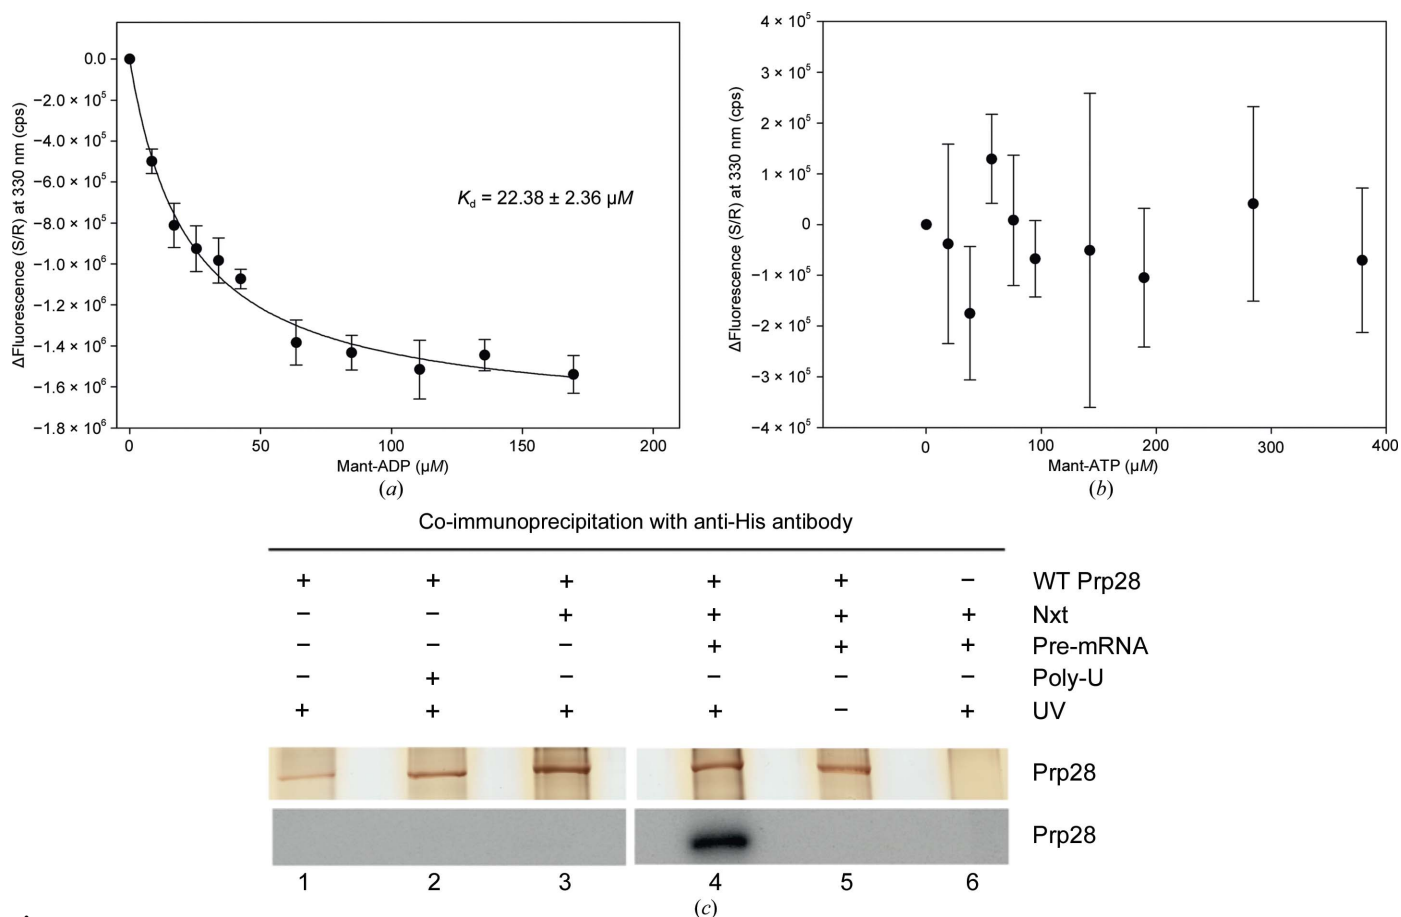 ΔFluorescence (S/R) at 330 nm (cps)
0.0
−2.0 × 10⁵
−4.0 × 10⁵
−6.0 × 10⁵
−8.0 × 10⁵
−1.0 × 10⁶
−1.2 × 10⁶
−1.4 × 10⁶
−1.6 × 10⁶
−1.8 × 10⁶
Kd = 22.38 ± 2.36 µM
0 50 100 150 200
Mant-ADP (µM)
(a)
ΔFluorescence (S/R) at 330 nm (cps)
4 × 10⁵
3 × 10⁵
2 × 10⁵
1 × 10⁵
0
−1 × 10⁵
−2 × 10⁵
−3 × 10⁵
−4 × 10⁵
0 100 200 300 400
Mant-ATP (µM)
(b)
Co-immunoprecipitation with anti-His antibody
+ + + + + − WT Prp28
− − + + + + Nxt
− − − + + + Pre-mRNA
− + − − − − Poly-U
+ + + + − + UV
Prp28
Prp28
1 2 3 4 5 6
(c)